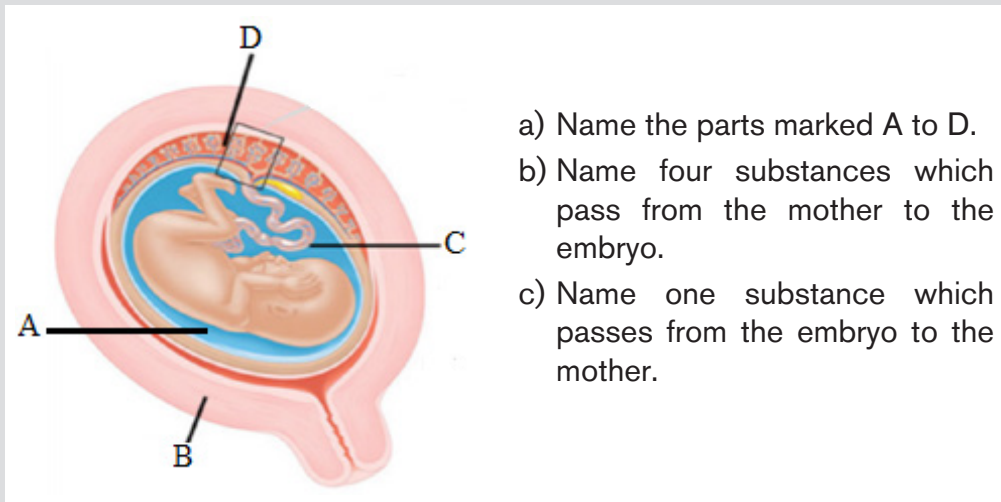 D
a) Name the parts marked A to D.
b) Name four substances which
pass from the mother to the
embryo.
C
c) Name one substance which
passes from the embryo to the
mother.
A
B